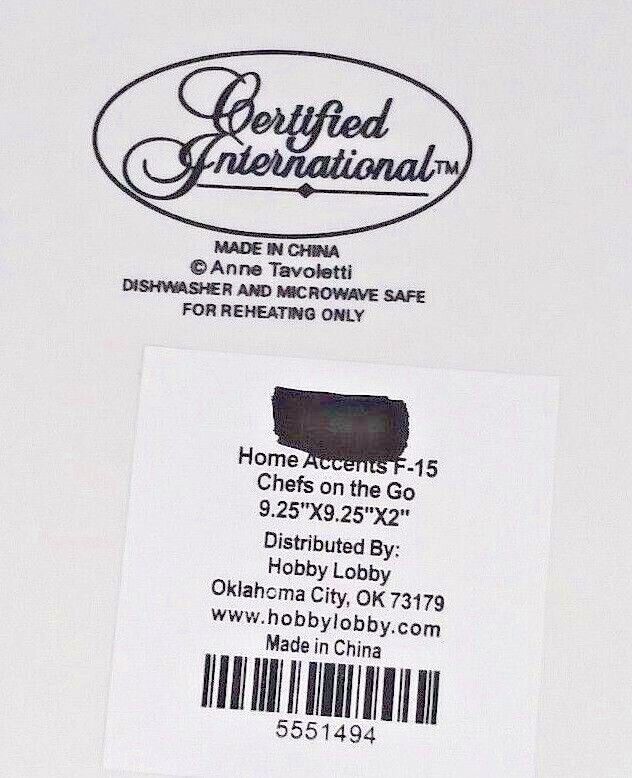 Certified
International™
MADE IN CHINA
© Anne Tavoletti
DISHWASHER AND MICROWAVE SAFE
FOR REHEATING ONLY
Home Accents F-15
Chefs on the Go
9.25"X9.25"X2"
Distributed By:
Hobby Lobby
Oklahoma City, OK 73179
www.hobbylobby.com
Made in China
5551494